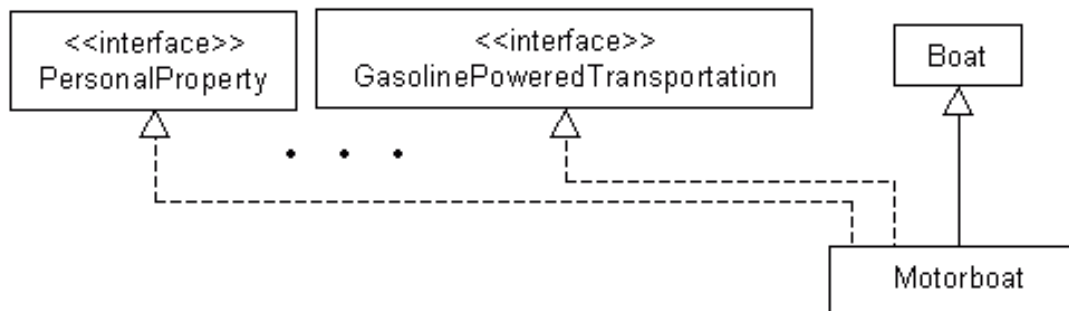 <<interface>>
PersonalProperty
<<interface>>
GasolinePoweredTransportation
Boat
Motorboat